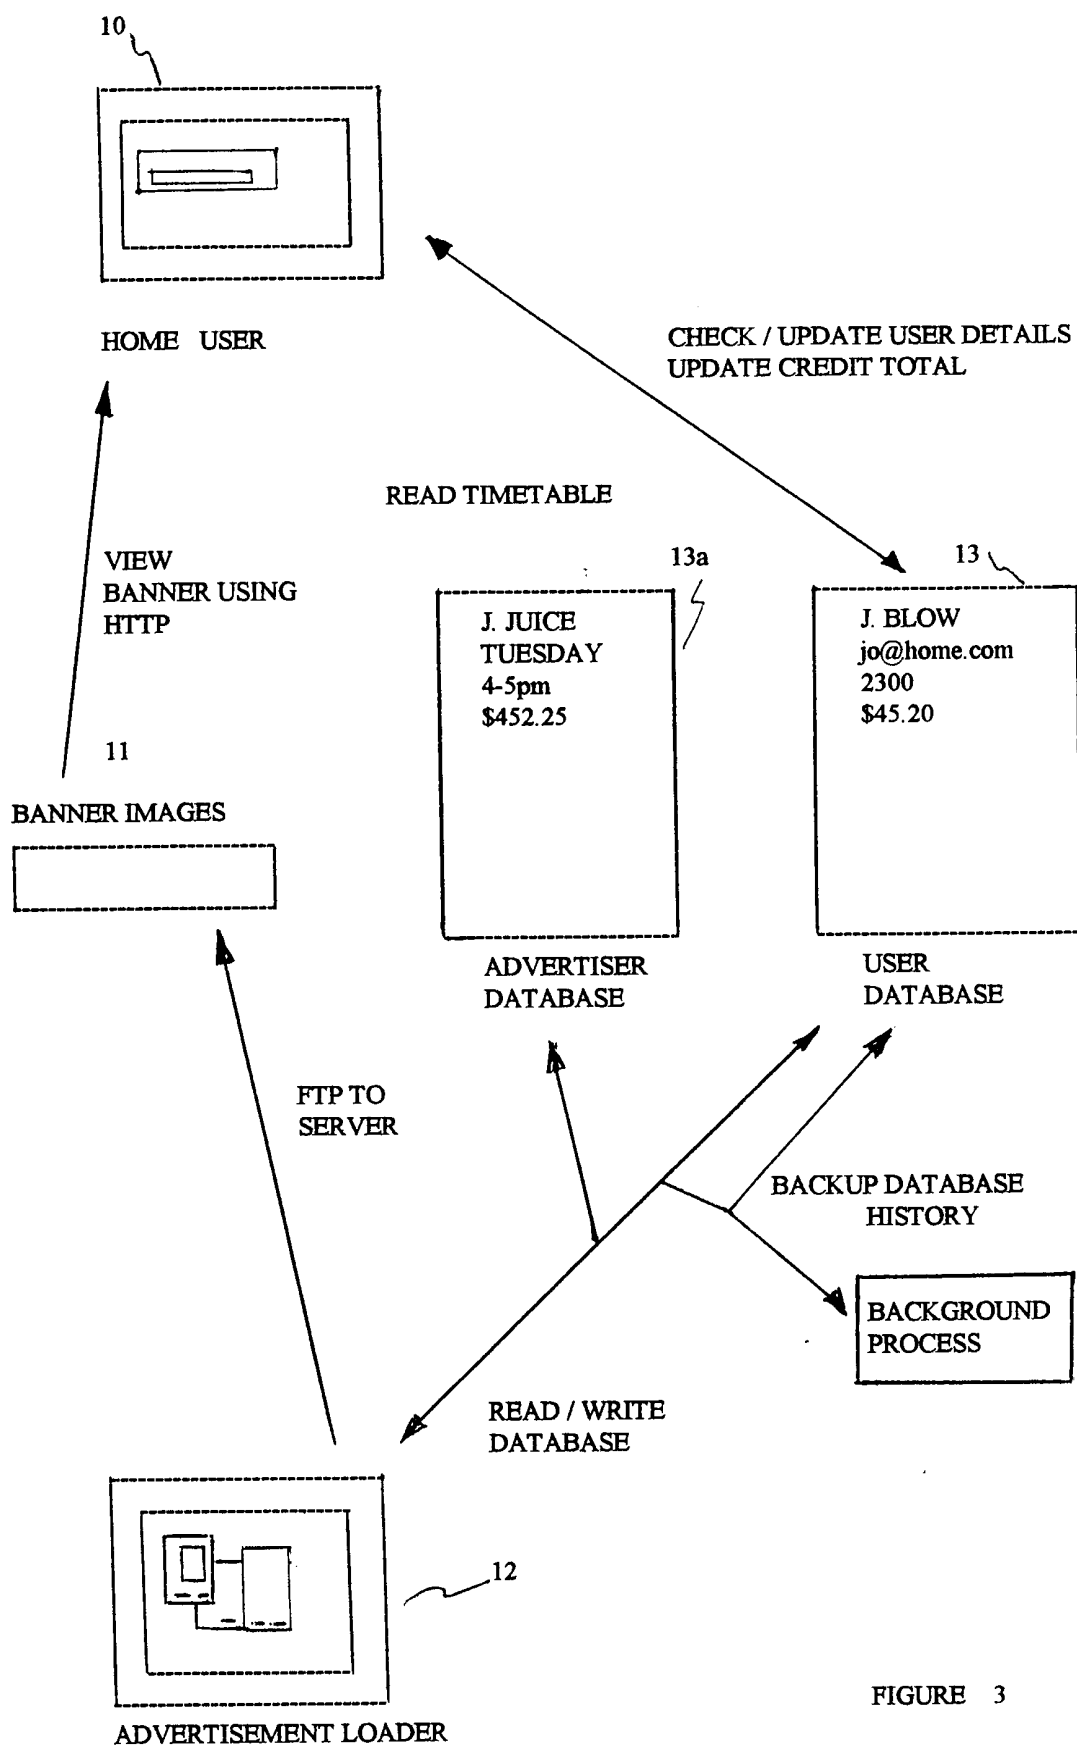 10
HOME USER
CHECK / UPDATE USER DETAILS
UPDATE CREDIT TOTAL
READ TIMETABLE
VIEW
BANNER USING
HTTP
13a
J. JUICE
TUESDAY
4-5pm
$452.25
13
J. BLOW
jo@home.com
2300
$45.20
11
BANNER IMAGES
ADVERTISER
DATABASE
USER
DATABASE
FTP TO
SERVER
BACKUP DATABASE
HISTORY
BACKGROUND
PROCESS
READ / WRITE
DATABASE
12
ADVERTISEMENT LOADER
FIGURE 3